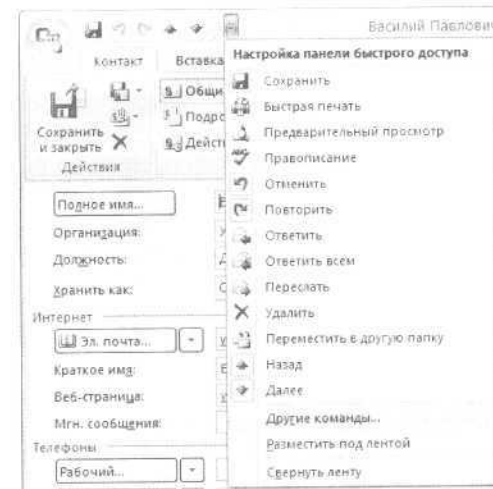 Василий Павлович
Контакт Вставка
Сохранить и закрыть
Действия
Общи
Подро
Дейст
Полное имя...
Организация:
Должность:
Хранить как:
Интернет
Эл. почта...
Краткое имя:
Веб-страница:
Мгн. сообщения:
Телефоны
Рабочий...
Настройка панели быстрого доступа
Сохранить
Быстрая печать
Предварительный просмотр
Правописание
Отменить
Повторить
Ответить
Ответить всем
Переслать
Удалить
Переместить в другую папку
Назад
Далее
Другие команды...
Разместить под лентой
Свернуть ленту